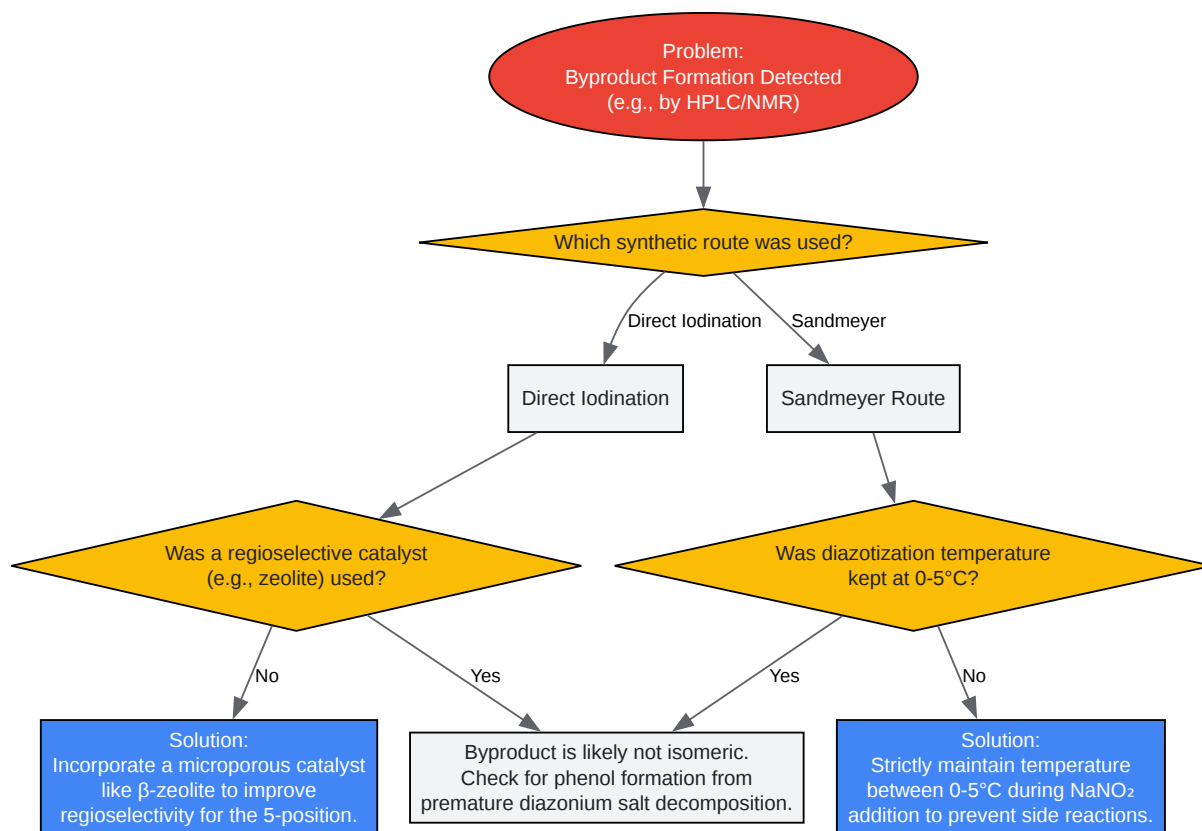 Problem:
Byproduct Formation Detected
(e.g., by HPLC/NMR)
Which synthetic route was used?
Direct Iodination
Sandmeyer
Direct Iodination
Sandmeyer Route
Was a regioselective catalyst
(e.g., zeolite) used?
Was diazotization temperature
kept at 0-5°C?
No
Yes
Yes
No
Solution:
Incorporate a microporous catalyst
like β-zeolite to improve
regioselectivity for the 5-position.
Byproduct is likely not isomeric.
Check for phenol formation from
premature diazonium salt decomposition.
Solution:
Strictly maintain temperature
between 0-5°C during NaNO₂
addition to prevent side reactions.